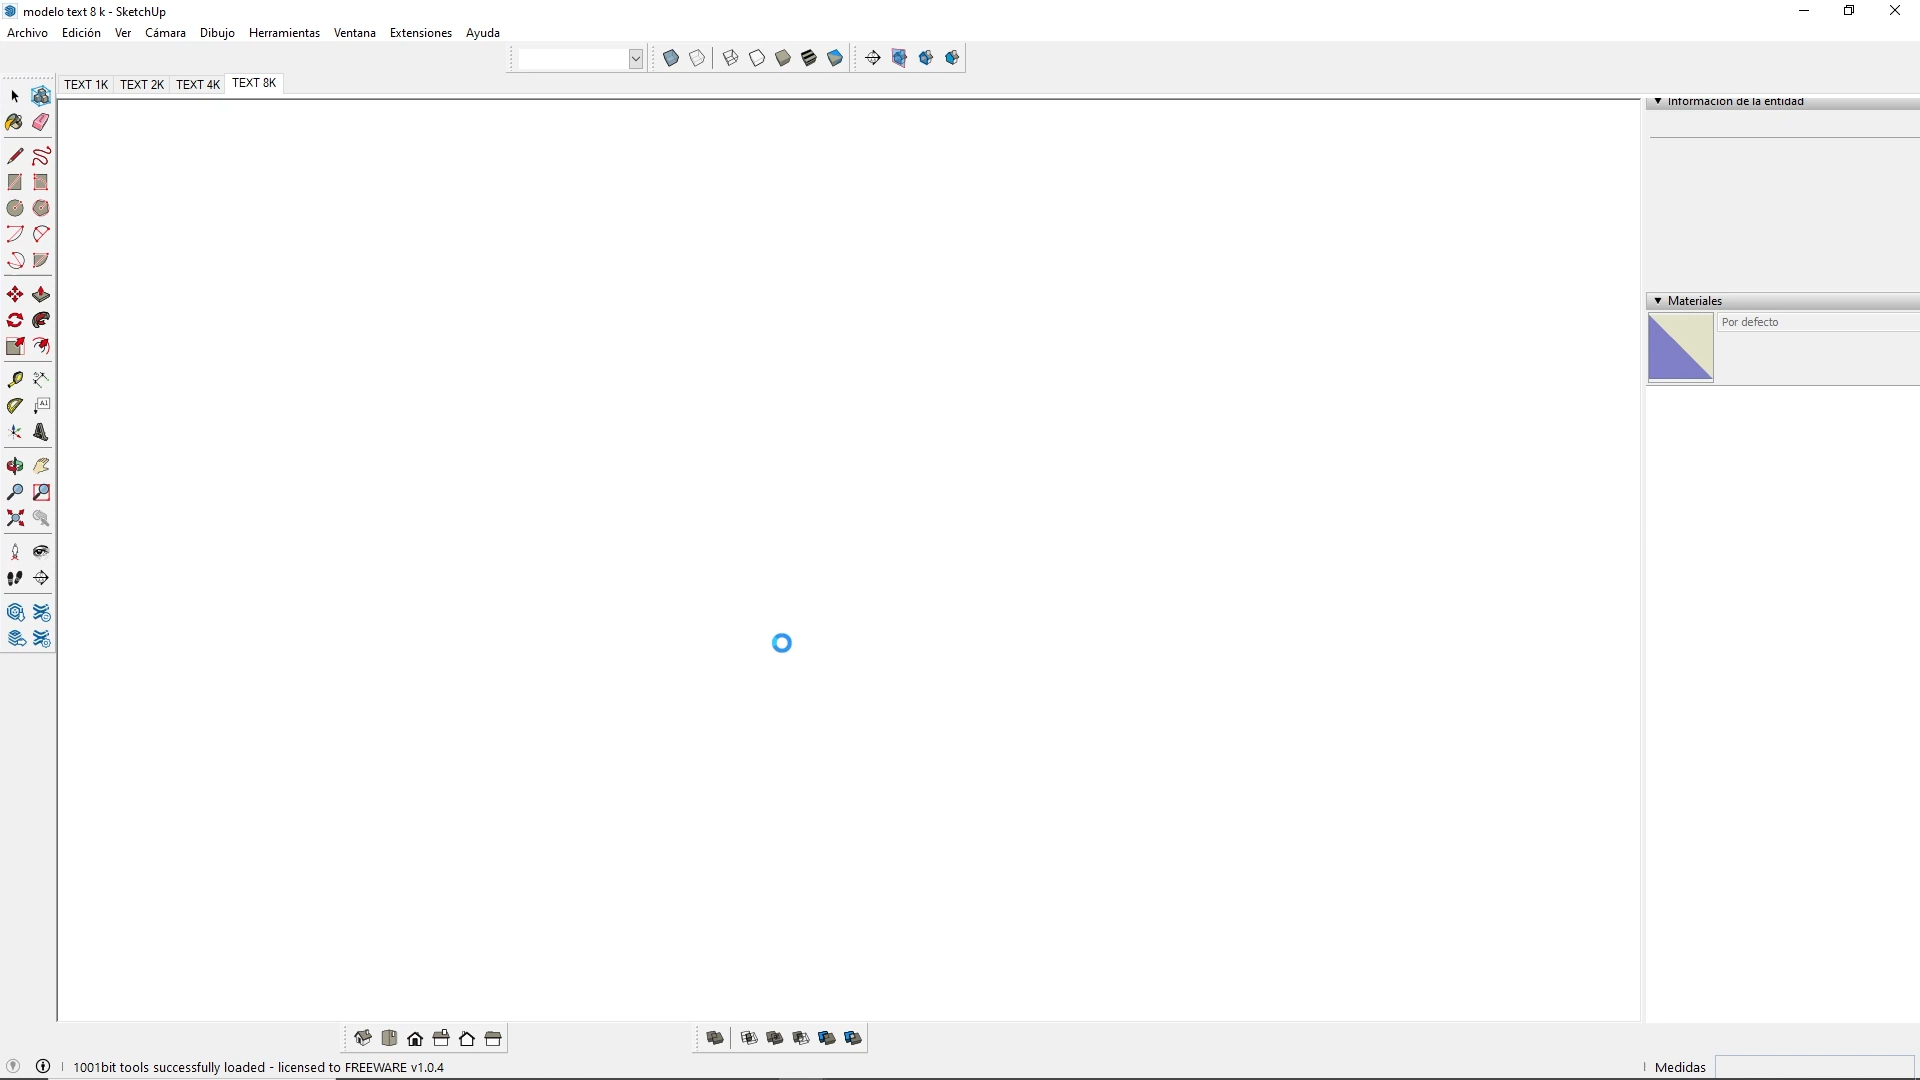 modelo text 8 k - SketchUp
Archivo Edición Ver Cámara Dibujo Herramientas Ventana Extensiones Ayuda
TEXT 1K TEXT 2K TEXT 4K TEXT 8K
Información de la entidad
A1
Materiales
Por defecto
1001bit tools successfully loaded - licensed to FREEWARE v1.0.4
Medidas